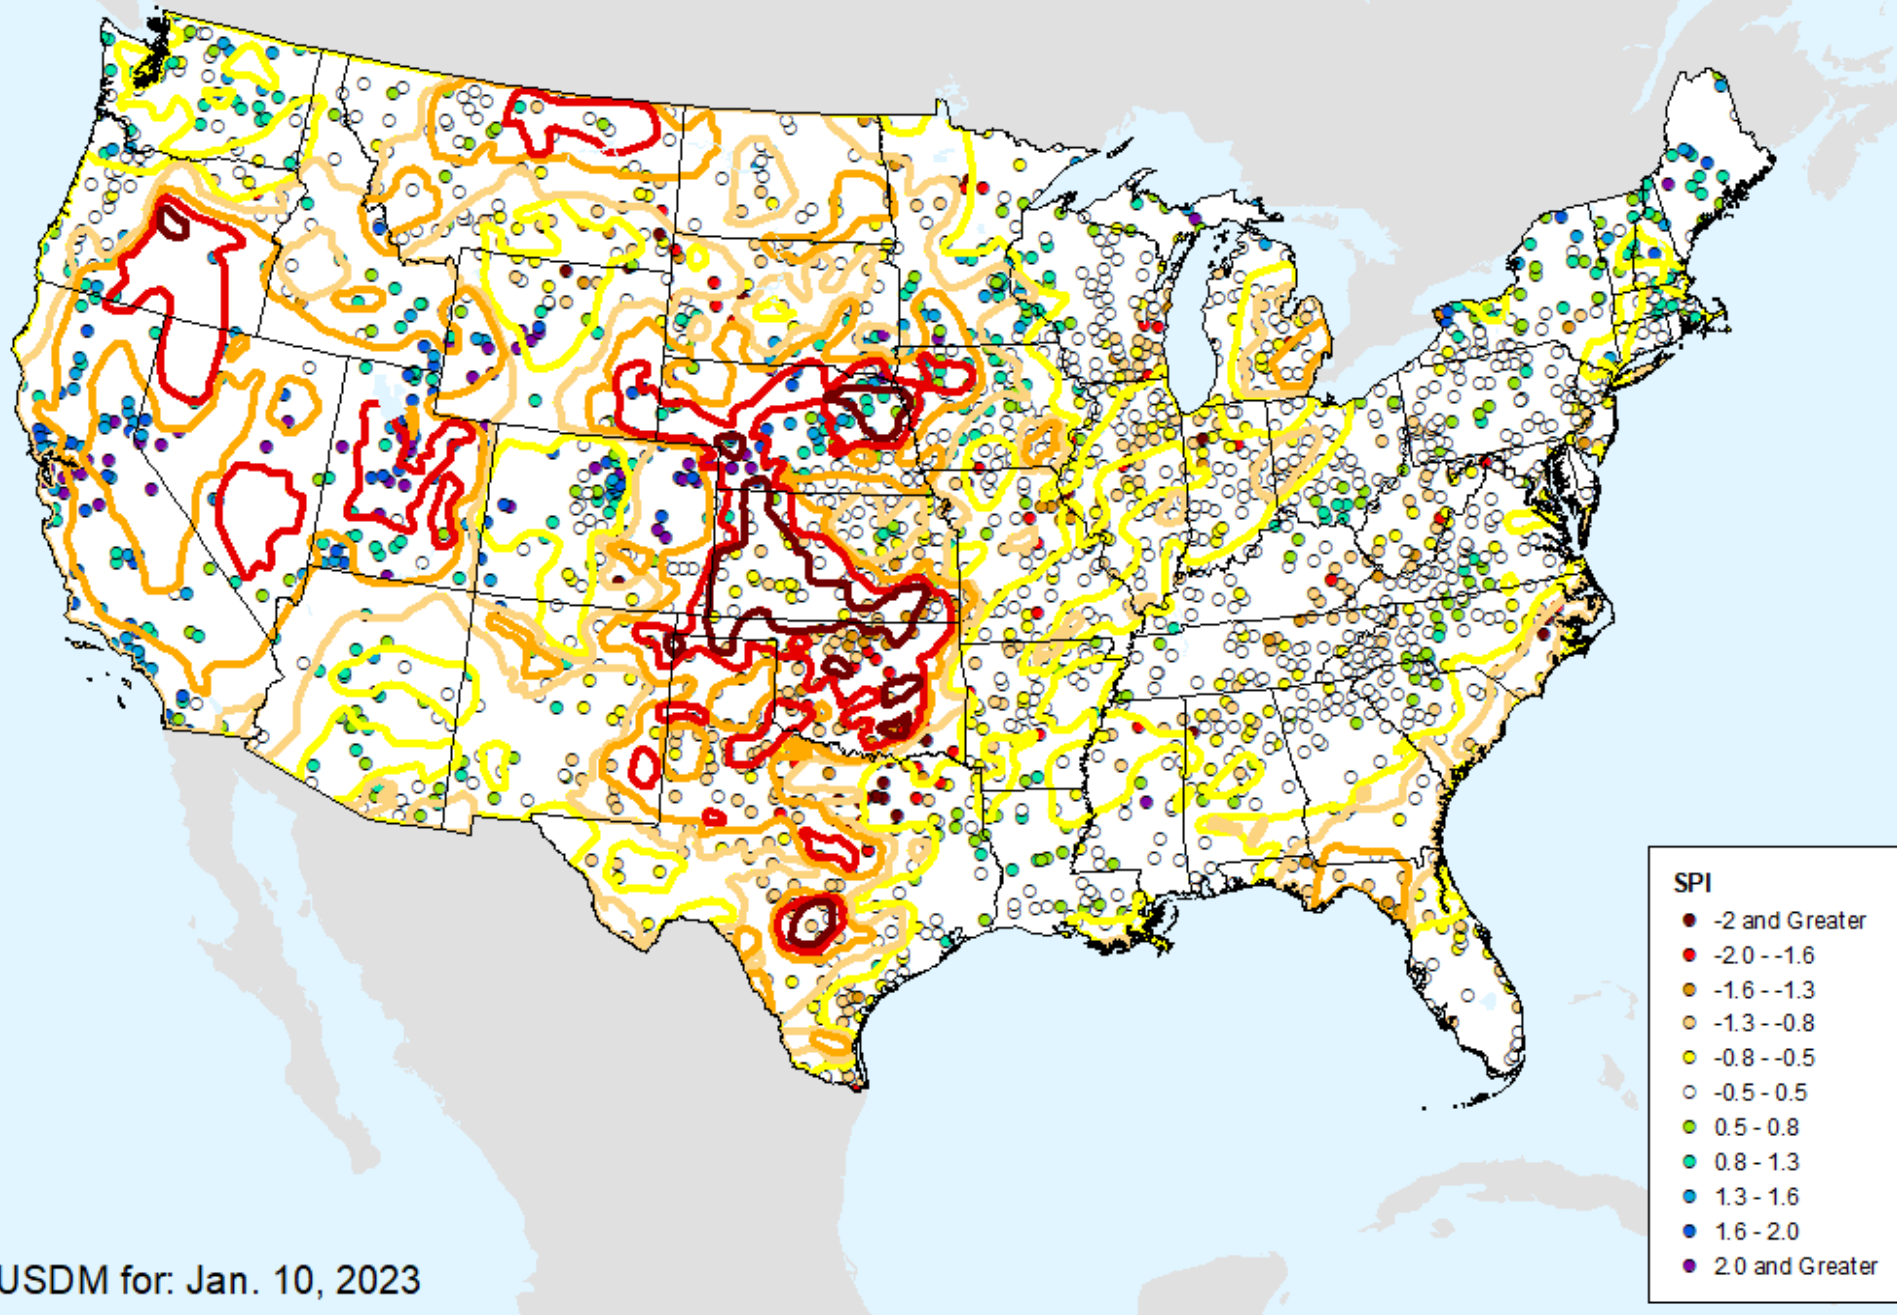 SPI
-2 and Greater
-2.0 - -1.6
-1.6 - -1.3
-1.3 - -0.8
-0.8 - -0.5
-0.5 - 0.5
0.5 - 0.8
0.8 - 1.3
1.3 - 1.6
1.6 - 2.0
2.0 and Greater
USDM for: Jan. 10, 2023